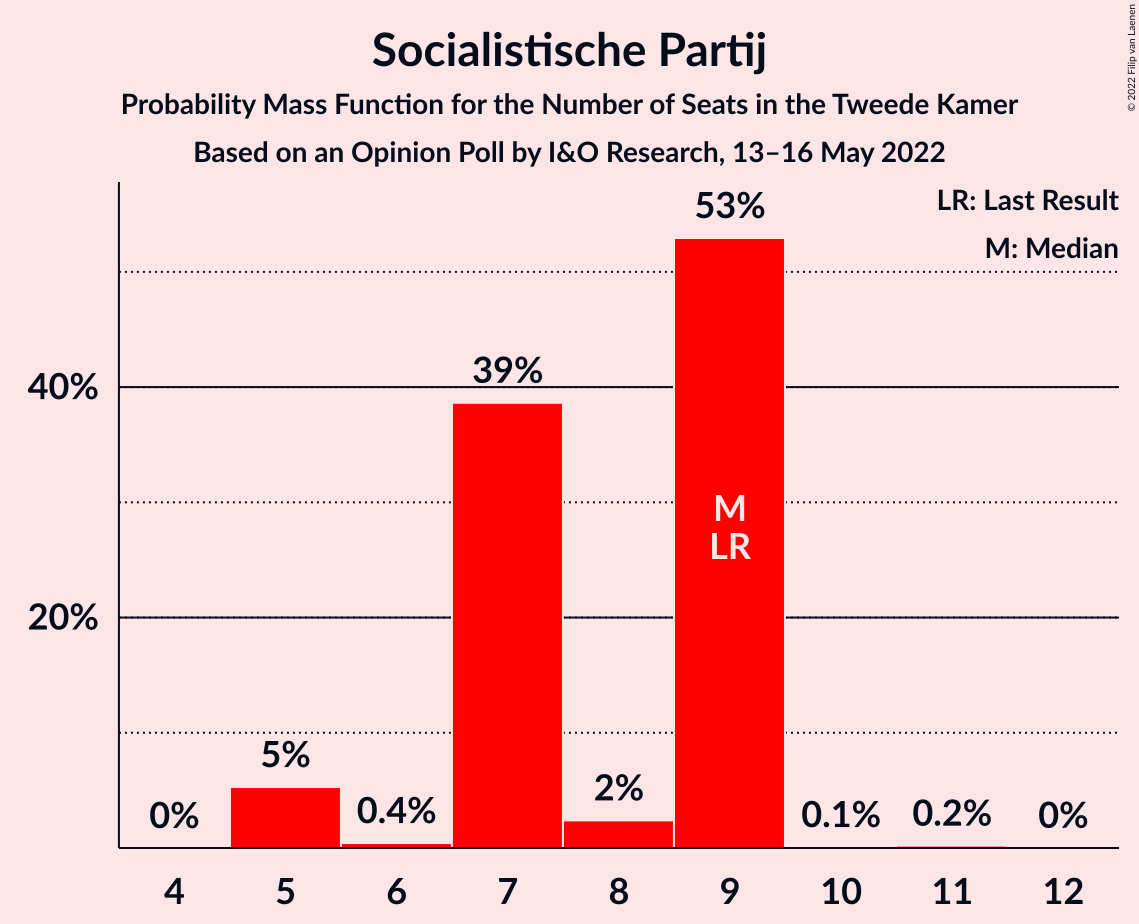 Socialistische Partij
Probability Mass Function for the Number of Seats in the Tweede Kamer
Based on an Opinion Poll by I&O Research, 13–16 May 2022
© 2022 Filip van Laenen
LR: Last Result
M: Median
40%
20%
0%
5%
0.4%
39%
2%
53%
0.1%
0.2%
0%
M
LR
4 5 6 7 8 9 10 11 12